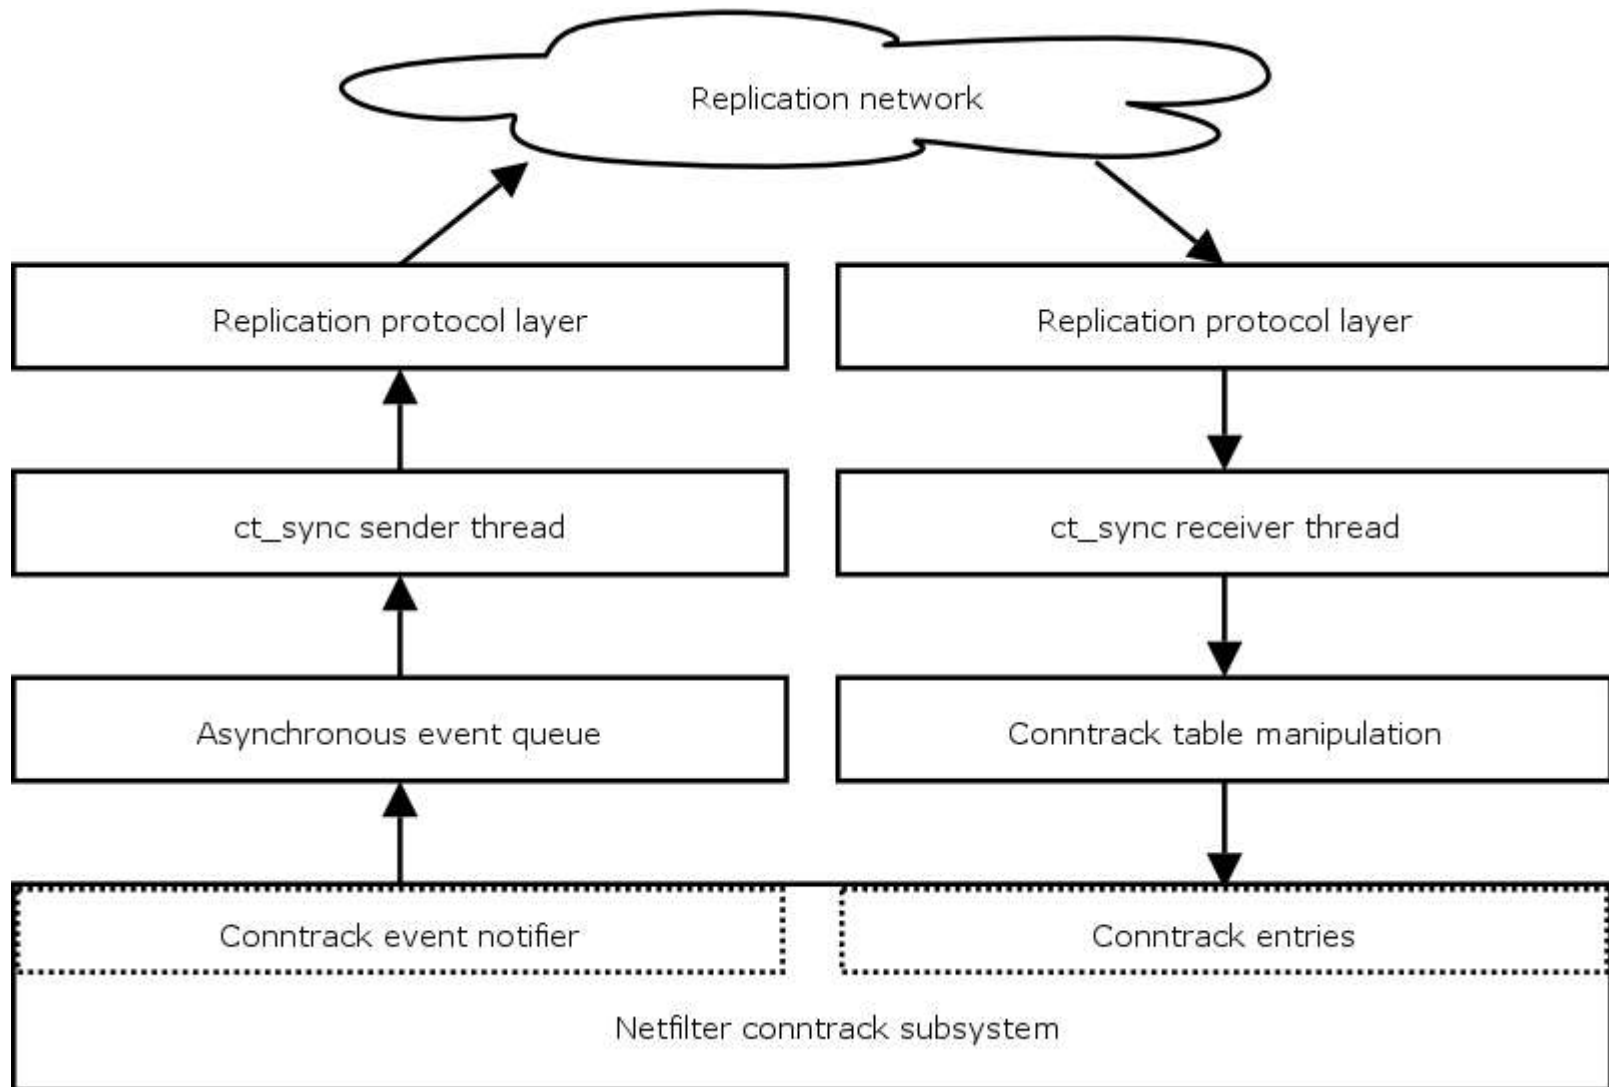 Replication network
Replication protocol layer
Replication protocol layer
ct_sync sender thread
ct_sync receiver thread
Asynchronous event queue
Conntrack table manipulation
Conntrack event notifier
Conntrack entries
Netfilter conntrack subsystem